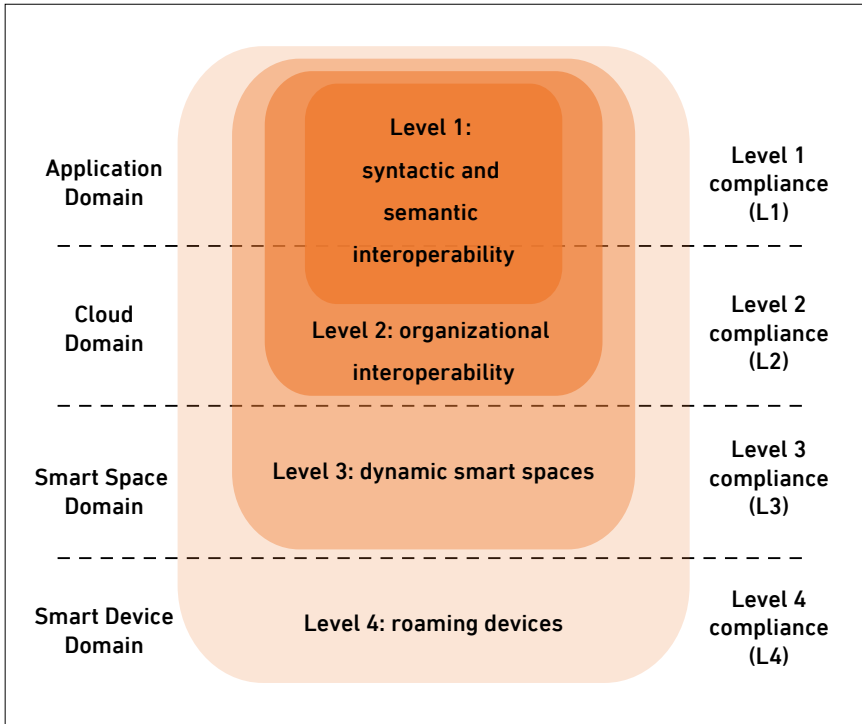 Application
Domain
Level 1:
syntactic and
semantic
interoperability
Level 1
compliance
(L1)
Cloud
Domain
Level 2: organizational
interoperability
Level 2
compliance
(L2)
Smart Space
Domain
Level 3: dynamic smart spaces
Level 3
compliance
(L3)
Smart Device
Domain
Level 4: roaming devices
Level 4
compliance
(L4)